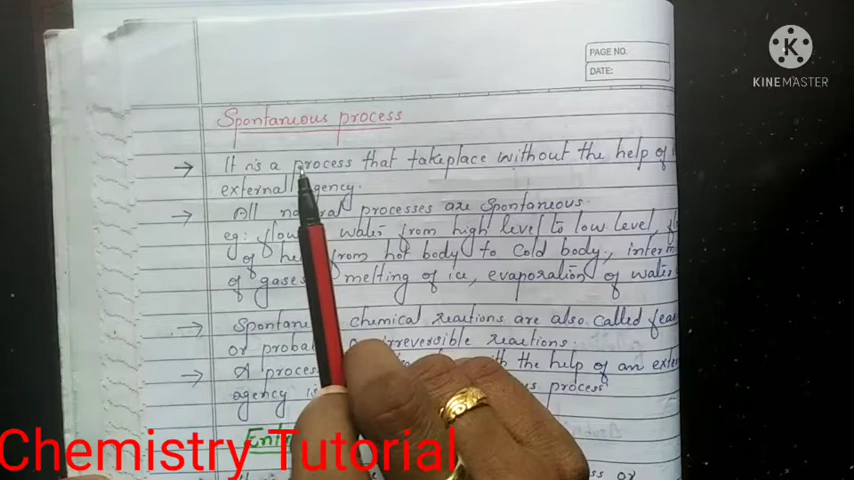 PAGE NO.
DATE:
KINEMASTER
Spontaneous process
→ It is a process that takeplace without the help of
external agency.
→ All natural processes are spontaneous.
eg: flow water from high level to low level,
of from hot body to cold body,
of gases melting of ice, evaporation of water
→ chemical reactions are also called
or irreversible reactions.
→ A process with the help of an
agency process
Chemistry Tutorial
or